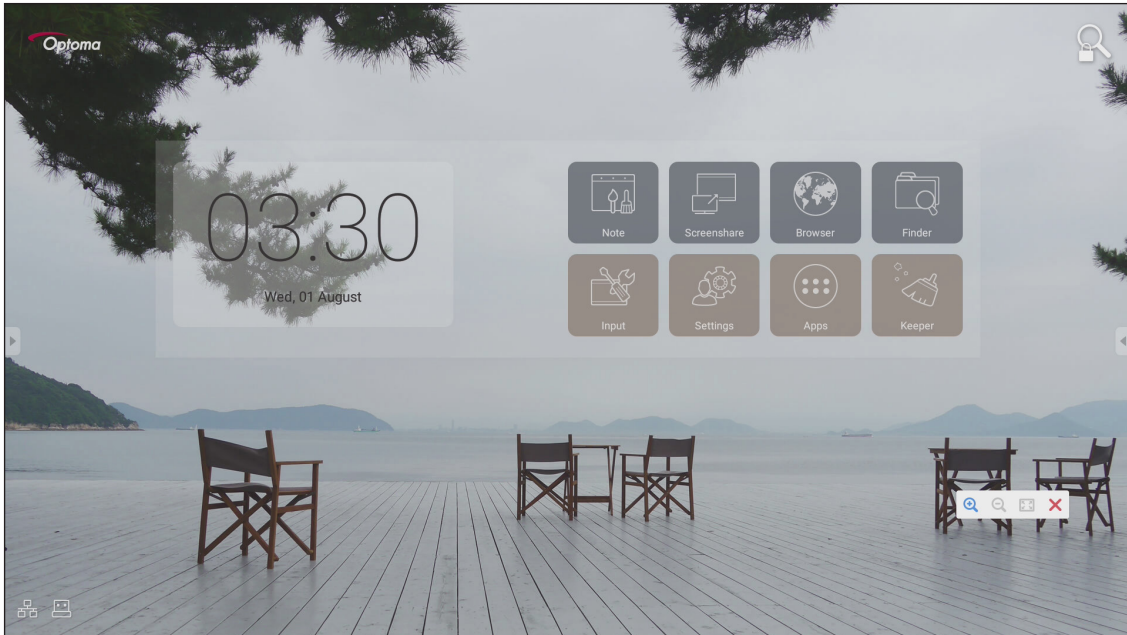 Optoma
03:30
Wed, 01 August
Note
Screenshare
Browser
Finder
Input
Settings
Apps
Keeper